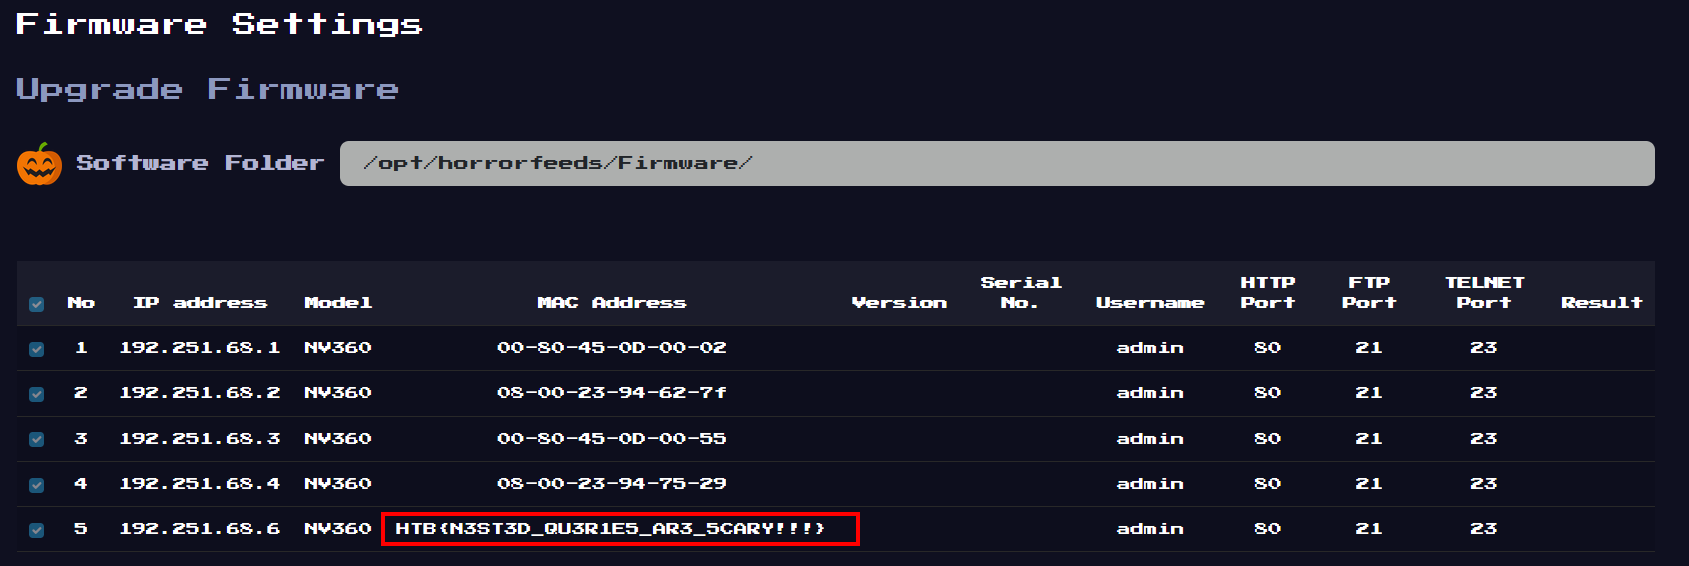 Firmware Settings
Upgrade Firmware
Software Folder /opt/horrorfeeds/Firmware/
No IP address Model MAC Address Version Serial No. Username HTTP Port FTP Port TELNET Port Result
1 192.251.68.1 NV360 00-80-45-0D-00-02 admin 80 21 23
2 192.251.68.2 NV360 08-00-23-94-62-7f admin 80 21 23
3 192.251.68.3 NV360 00-80-45-0D-00-55 admin 80 21 23
4 192.251.68.4 NV360 08-00-23-94-75-29 admin 80 21 23
5 192.251.68.6 NV360 HTB{N3ST3D_QU3R1E5_AR3_5CARY!!!} admin 80 21 23